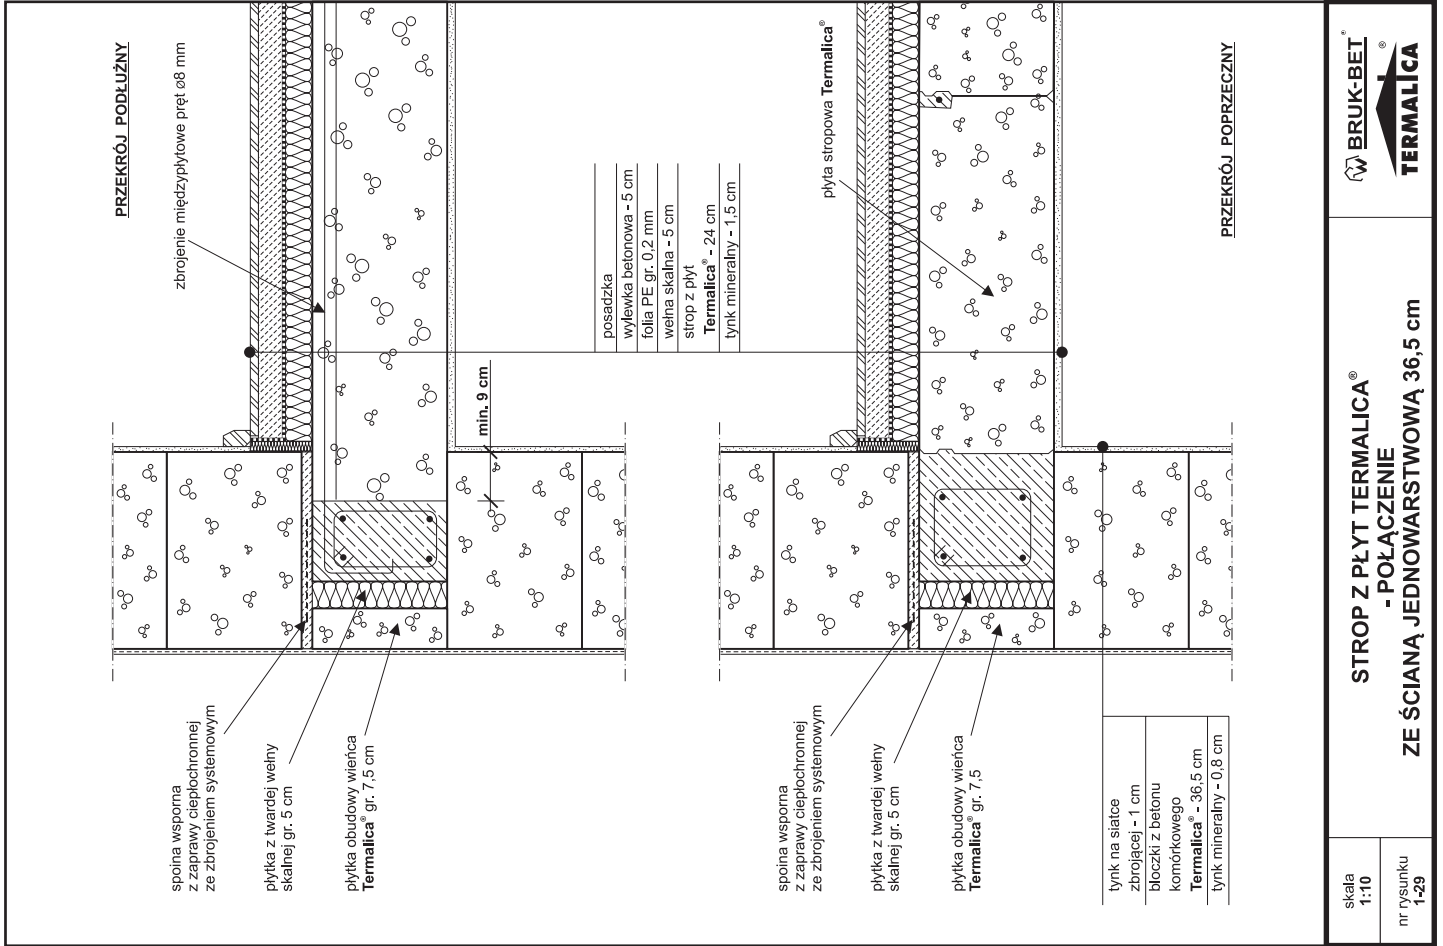 PRZEKRÓJ PODŁUŻNY
zbrojenie międzypłytowe pręt ø8 mm
min. 9 cm
spoina wsporna
z zaprawy ciepłochronnej
ze zbrojeniem systemowym
płytka z twardej wełny
skalnej gr. 5 cm
płytka obudowy wieńca
Termalica® gr. 7,5 cm
posadzka
wylewka betonowa - 5 cm
folia PE gr. 0,2 mm
wełna skalna - 5 cm
strop z płyt
Termalica® - 24 cm
tynk mineralny - 1,5 cm
płyta stropowa Termalica®
PRZEKRÓJ POPRZECZNY
spoina wsporna
z zaprawy ciepłochronnej
ze zbrojeniem systemowym
płytka z twardej wełny
skalnej gr. 5 cm
płytka obudowy wieńca
Termalica® gr. 7,5
tynk na siatce
zbrojącej - 1 cm
bloczki z betonu
komórkowego
Termalica® - 36,5 cm
tynk mineralny - 0,8 cm
skala
1:10
nr rysunku
1-29
STROP Z PŁYT TERMALICA®
- POŁĄCZENIE
ZE ŚCIANĄ JEDNOWARSTWOWĄ 36,5 cm
BRUK-BET®
TERMALICA®